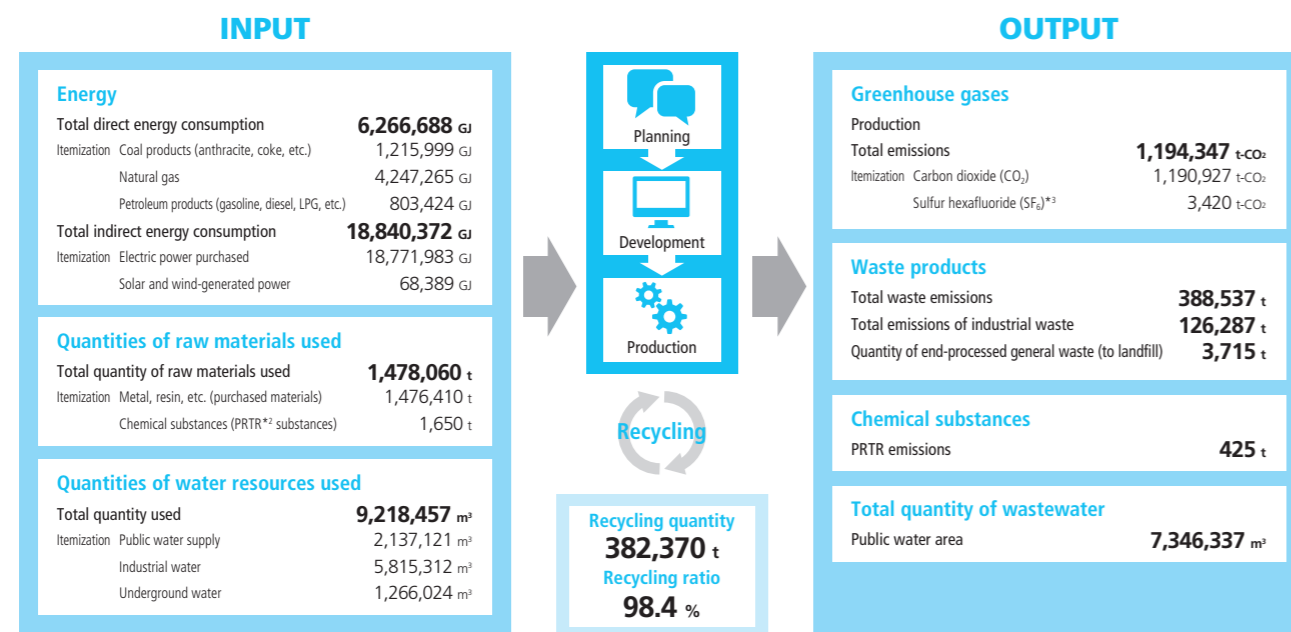 INPUT
Energy
Total direct energy consumption 6,266,688 GJ
Itemization Coal products (anthracite, coke, etc.) 1,215,999 GJ
Natural gas 4,247,265 GJ
Petroleum products (gasoline, diesel, LPG, etc.) 803,424 GJ
Total indirect energy consumption 18,840,372 GJ
Itemization Electric power purchased 18,771,983 GJ
Solar and wind-generated power 68,389 GJ
Quantities of raw materials used
Total quantity of raw materials used 1,478,060 t
Itemization Metal, resin, etc. (purchased materials) 1,476,410 t
Chemical substances (PRTR*² substances) 1,650 t
Quantities of water resources used
Total quantity used 9,218,457 m³
Itemization Public water supply 2,137,121 m³
Industrial water 5,815,312 m³
Underground water 1,266,024 m³
Planning
Development
Production
Recycling
Recycling quantity
382,370 t
Recycling ratio
98.4 %
OUTPUT
Greenhouse gases
Production
Total emissions 1,194,347 t-CO₂
Itemization Carbon dioxide (CO₂) 1,190,927 t-CO₂
Sulfur hexafluoride (SF₆)*³ 3,420 t-CO₂
Waste products
Total waste emissions 388,537 t
Total emissions of industrial waste 126,287 t
Quantity of end-processed general waste (to landfill) 3,715 t
Chemical substances
PRTR emissions 425 t
Total quantity of wastewater
Public water area 7,346,337 m³